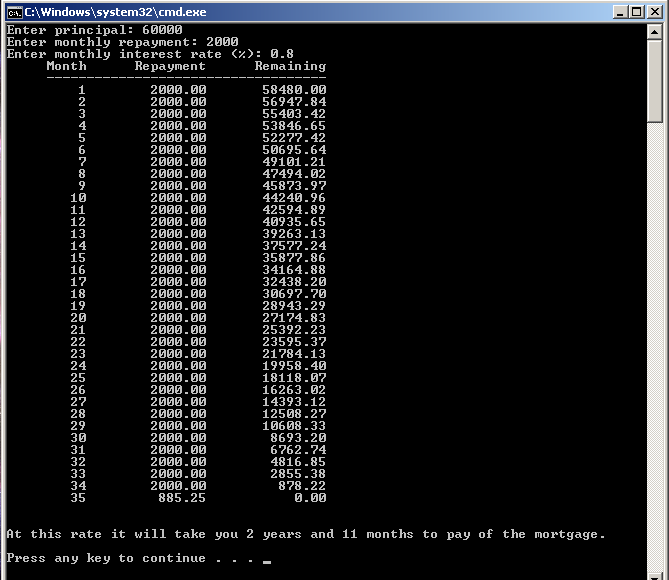 C:\Windows\system32\cmd.exe
Enter principal: 60000
Enter monthly repayment: 2000
Enter monthly interest rate (%): 0.8
Month Repayment Remaining
----------------------------------
1 2000.00 58480.00
2 2000.00 56947.84
3 2000.00 55403.42
4 2000.00 53846.65
5 2000.00 52277.42
6 2000.00 50695.64
7 2000.00 49101.21
8 2000.00 47494.02
9 2000.00 45873.97
10 2000.00 44240.96
11 2000.00 42594.89
12 2000.00 40935.65
13 2000.00 39263.13
14 2000.00 37577.24
15 2000.00 35877.86
16 2000.00 34164.88
17 2000.00 32438.20
18 2000.00 30697.70
19 2000.00 28943.29
20 2000.00 27174.83
21 2000.00 25392.23
22 2000.00 23595.37
23 2000.00 21784.13
24 2000.00 19958.40
25 2000.00 18118.07
26 2000.00 16263.02
27 2000.00 14393.12
28 2000.00 12508.27
29 2000.00 10608.33
30 2000.00 8693.20
31 2000.00 6762.74
32 2000.00 4816.85
33 2000.00 2855.38
34 2000.00 878.22
35 885.25 0.00
At this rate it will take you 2 years and 11 months to pay of the mortgage.
Press any key to continue . . . _